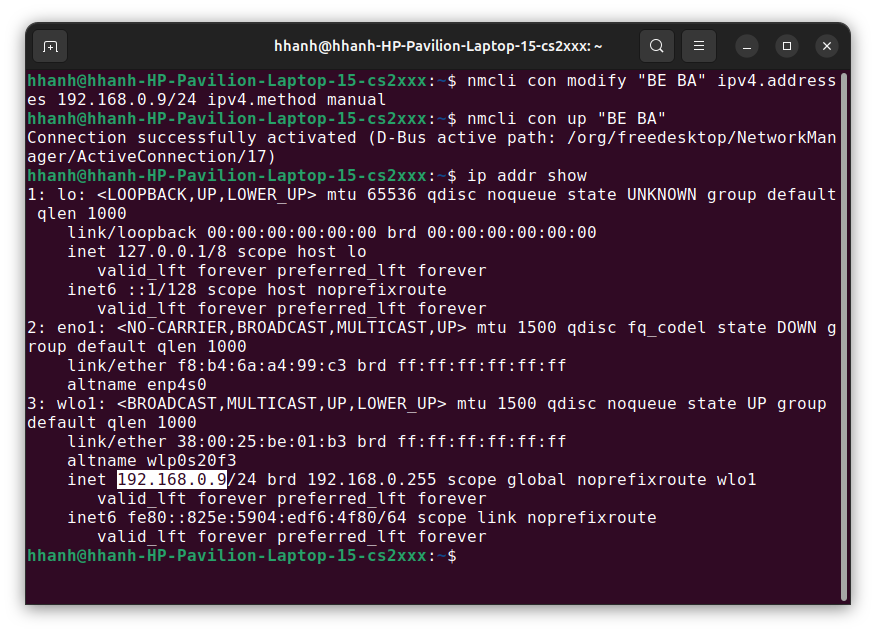 hhanh@hhanh-HP-Pavilion-Laptop-15-cs2xxx: ~
hhanh@hhanh-HP-Pavilion-Laptop-15-cs2xxx:~$ nmcli con modify "BE BA" ipv4.address
es 192.168.0.9/24 ipv4.method manual
hhanh@hhanh-HP-Pavilion-Laptop-15-cs2xxx:~$ nmcli con up "BE BA"
Connection successfully activated (D-Bus active path: /org/freedesktop/NetworkMan
ager/ActiveConnection/17)
hhanh@hhanh-HP-Pavilion-Laptop-15-cs2xxx:~$ ip addr show
1: lo: <LOOPBACK,UP,LOWER_UP> mtu 65536 qdisc noqueue state UNKNOWN group default
 qlen 1000
    link/loopback 00:00:00:00:00:00 brd 00:00:00:00:00:00
    inet 127.0.0.1/8 scope host lo
       valid_lft forever preferred_lft forever
    inet6 ::1/128 scope host noprefixroute
       valid_lft forever preferred_lft forever
2: eno1: <NO-CARRIER,BROADCAST,MULTICAST,UP> mtu 1500 qdisc fq_codel state DOWN g
roup default qlen 1000
    link/ether f8:b4:6a:a4:99:c3 brd ff:ff:ff:ff:ff:ff
    altname enp4s0
3: wlo1: <BROADCAST,MULTICAST,UP,LOWER_UP> mtu 1500 qdisc noqueue state UP group
default qlen 1000
    link/ether 38:00:25:be:01:b3 brd ff:ff:ff:ff:ff:ff
    altname wlp0s20f3
    inet 192.168.0.9/24 brd 192.168.0.255 scope global noprefixroute wlo1
       valid_lft forever preferred_lft forever
    inet6 fe80::825e:5904:edf6:4f80/64 scope link noprefixroute
       valid_lft forever preferred_lft forever
hhanh@hhanh-HP-Pavilion-Laptop-15-cs2xxx:~$